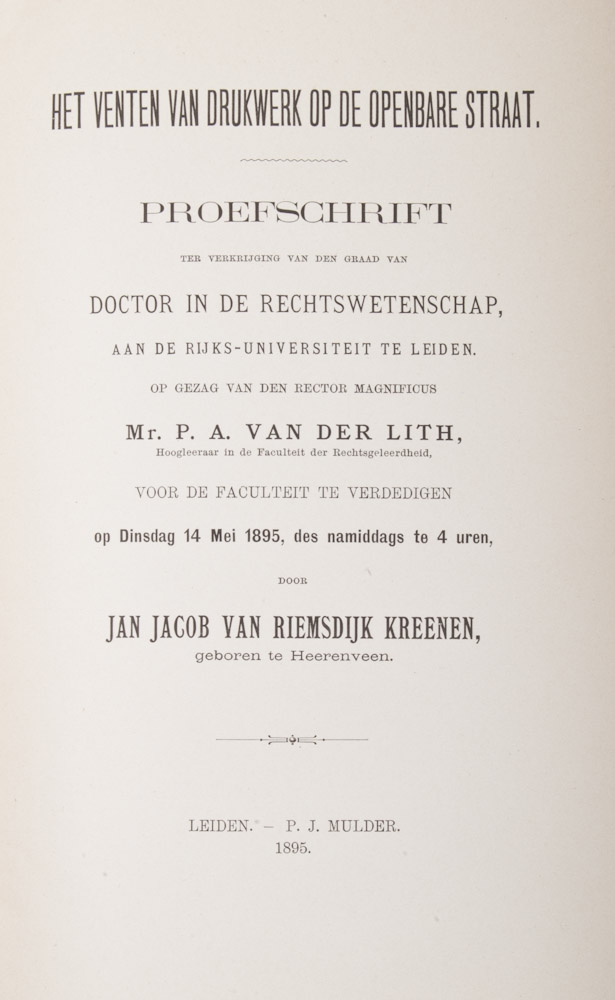 HET VENTEN VAN DRUKWERK OP DE OPENBARE STRAAT.
PROEFSCHRIFT
TER VERKRIJGING VAN DEN GRAAD VAN
DOCTOR IN DE RECHTSWETENSCHAP,
AAN DE RIJKS-UNIVERSITEIT TE LEIDEN.
OP GEZAG VAN DEN RECTOR MAGNIFICUS
Mr. P. A. VAN DER LITH,
Hoogleeraar in de Faculteit der Rechtsgeleerdheid,
VOOR DE FACULTEIT TE VERDEDIGEN
op Dinsdag 14 Mei 1895, des namiddags te 4 uren,
DOOR
JAN JACOB VAN RIEMSDIJK KREENEN,
geboren te Heerenveen.
LEIDEN. – P. J. MULDER.
1895.